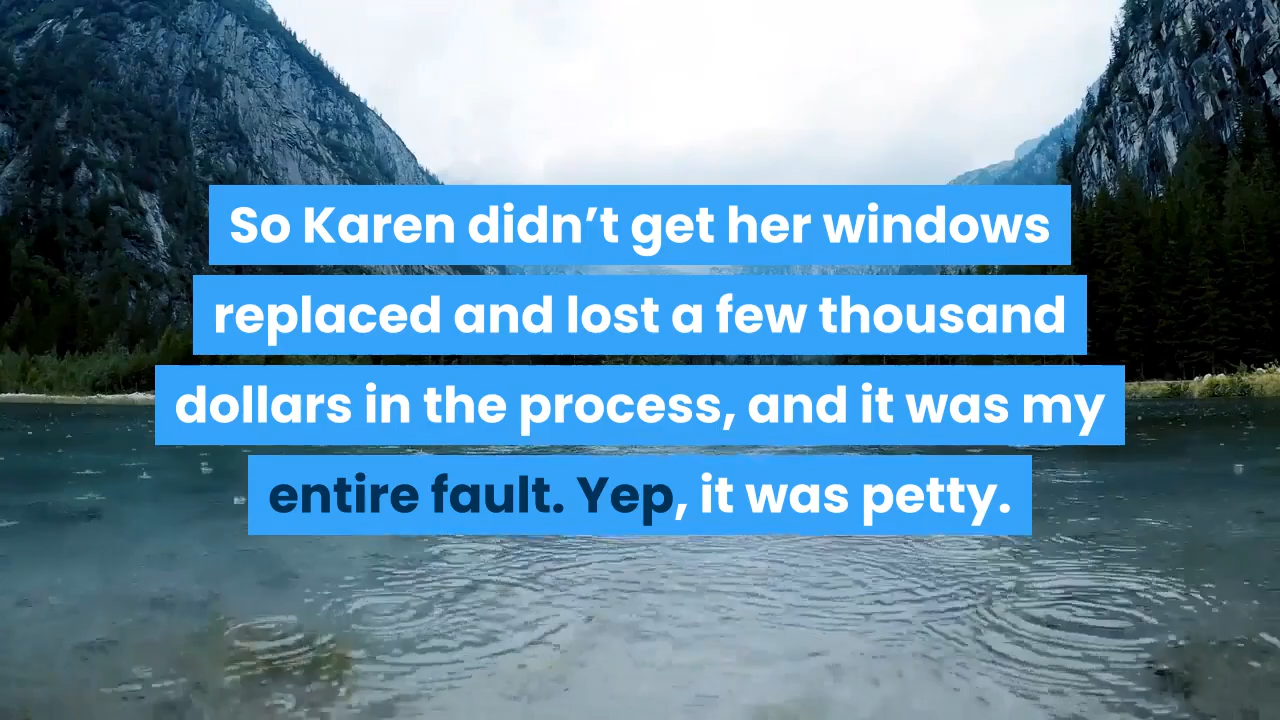 So Karen didn’t get her windows
replaced and lost a few thousand
dollars in the process, and it was my
entire fault. Yep, it was petty.